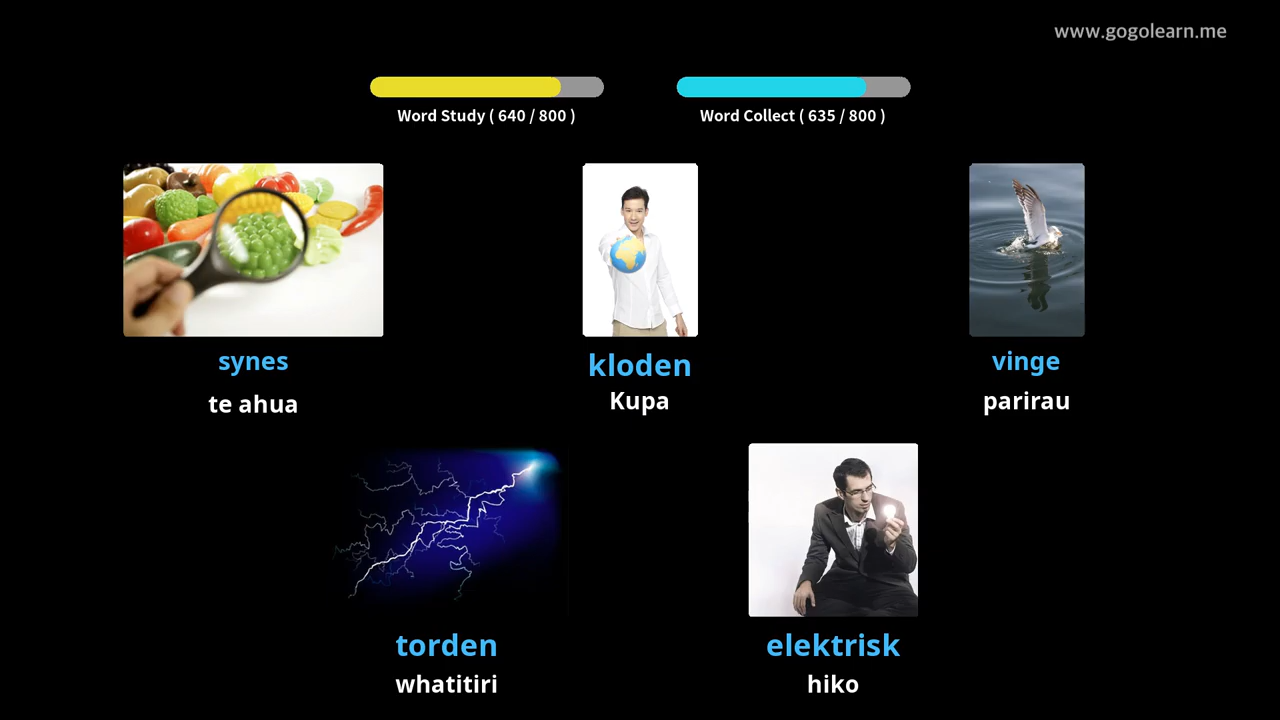 www.gogolearn.me
Word Study ( 640 / 800 )
Word Collect ( 635 / 800 )
synes
te ahua
kloden
Kupa
vinge
parirau
torden
whatitiri
elektrisk
hiko